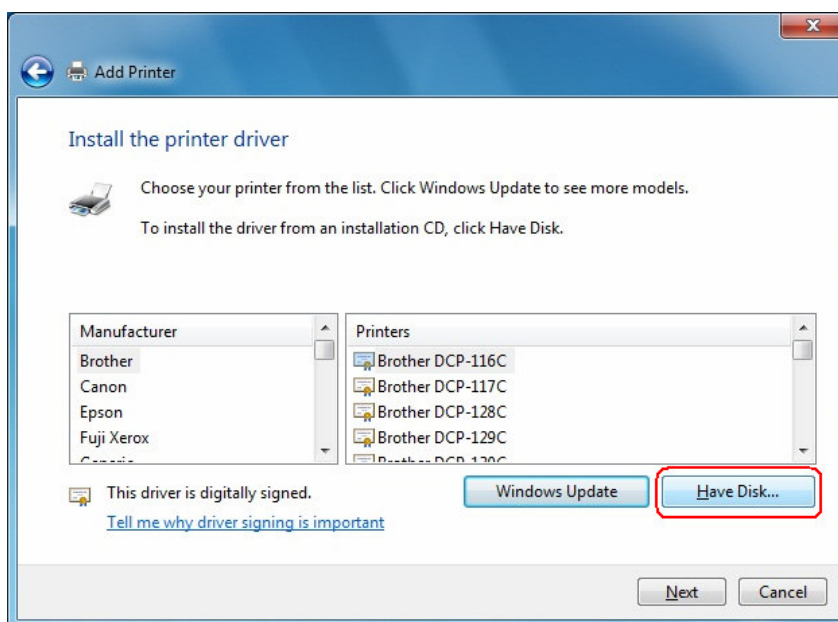 Add Printer
Install the printer driver
Choose your printer from the list. Click Windows Update to see more models.
To install the driver from an installation CD, click Have Disk.
Manufacturer
Brother
Canon
Epson
Fuji Xerox
Printers
Brother DCP-116C
Brother DCP-117C
Brother DCP-128C
Brother DCP-129C
This driver is digitally signed.
Tell me why driver signing is important
Windows Update
Have Disk...
Next
Cancel